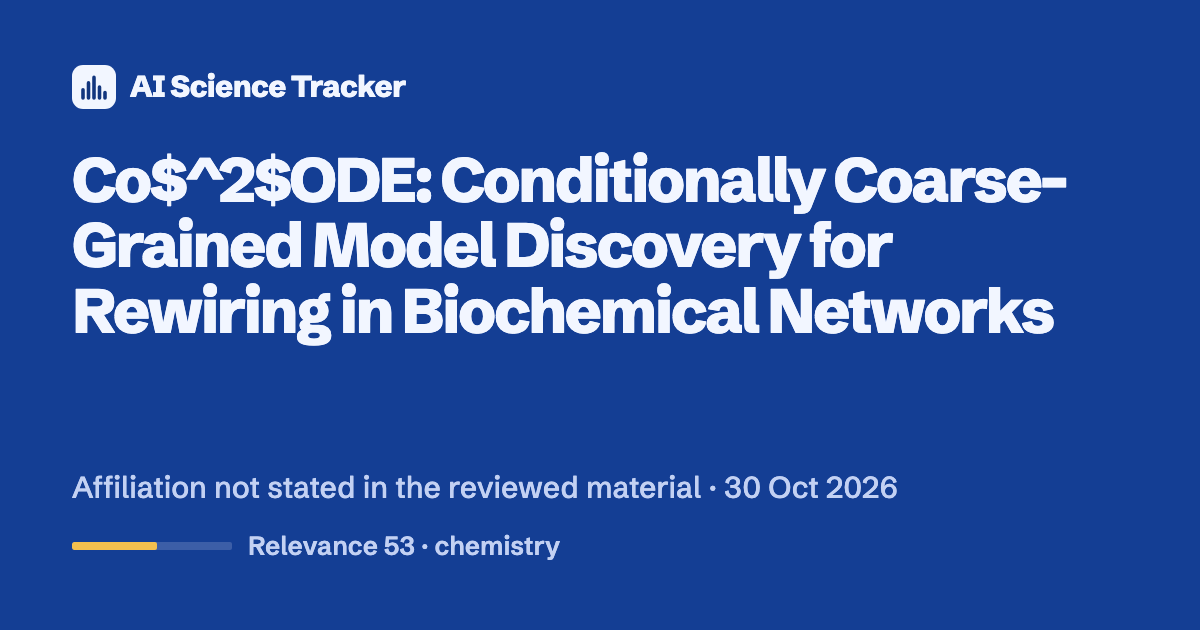 AI Science Tracker
Co$^2$ODE: Conditionally Coarse-
Grained Model Discovery for
Rewiring in Biochemical Networks
Affiliation not stated in the reviewed material · 30 Oct 2026
Relevance 53 · chemistry